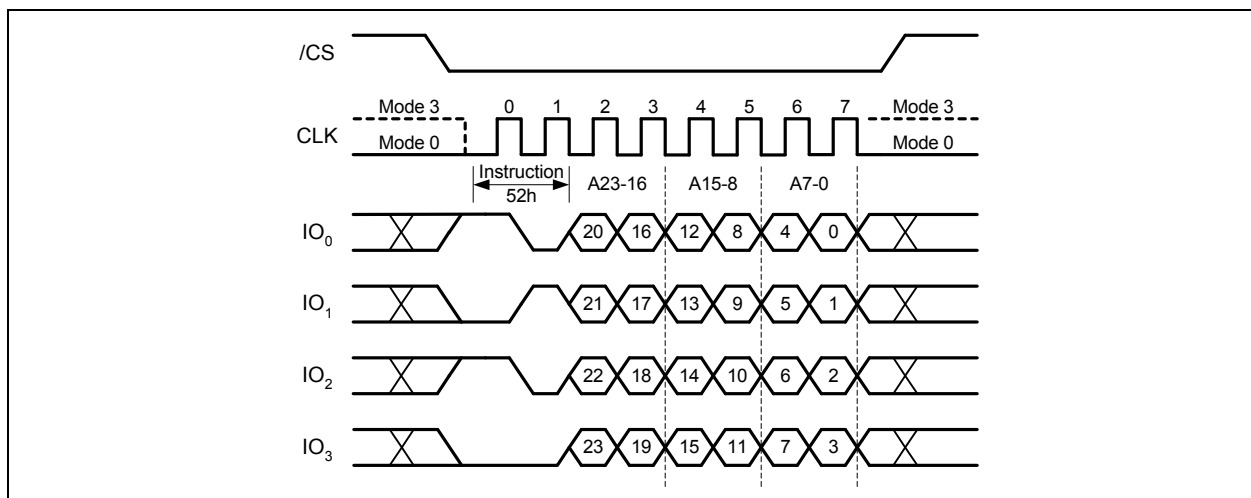 /CS
Mode 3 0 1 2 3 4 5 6 7 Mode 3
CLK
Mode 0 Mode 0
Instruction A23-16 A15-8 A7-0
52h
IO0 20 16 12 8 4 0
IO1 21 17 13 9 5 1
IO2 22 18 14 10 6 2
IO3 23 19 15 11 7 3